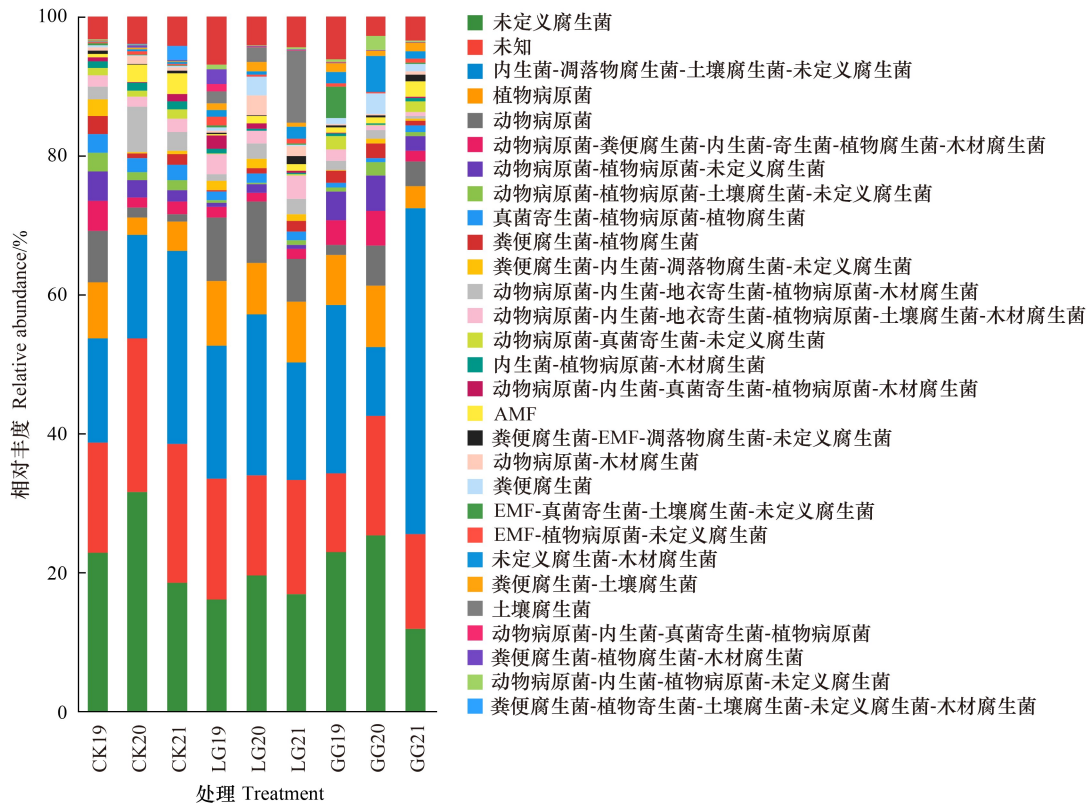 100
80
60
40
20
0
相对丰度 Relative abundance/%
CK19
CK20
CK21
LG19
LG20
LG21
GG19
GG20
GG21
处理 Treatment
未定义腐生菌
未知
内生菌-凋落物腐生菌-土壤腐生菌-未定义腐生菌
植物病原菌
动物病原菌
动物病原菌-粪便腐生菌-内生菌-寄生菌-植物腐生菌-木材腐生菌
动物病原菌-植物病原菌-未定义腐生菌
动物病原菌-植物病原菌-土壤腐生菌-未定义腐生菌
真菌寄生菌-植物病原菌-植物腐生菌
粪便腐生菌-植物腐生菌
粪便腐生菌-内生菌-凋落物腐生菌-未定义腐生菌
动物病原菌-内生菌-地衣寄生菌-植物病原菌-木材腐生菌
动物病原菌-内生菌-地衣寄生菌-植物病原菌-土壤腐生菌-木材腐生菌
动物病原菌-真菌寄生菌-未定义腐生菌
内生菌-植物病原菌-木材腐生菌
动物病原菌-内生菌-真菌寄生菌-植物病原菌-木材腐生菌
AMF
粪便腐生菌-EMF-凋落物腐生菌-未定义腐生菌
动物病原菌-木材腐生菌
粪便腐生菌
EMF-真菌寄生菌-土壤腐生菌-未定义腐生菌
EMF-植物病原菌-未定义腐生菌
未定义腐生菌-木材腐生菌
粪便腐生菌-土壤腐生菌
土壤腐生菌
动物病原菌-内生菌-真菌寄生菌-植物病原菌
粪便腐生菌-植物腐生菌-木材腐生菌
动物病原菌-内生菌-植物病原菌-未定义腐生菌
粪便腐生菌-植物寄生菌-土壤腐生菌-未定义腐生菌-木材腐生菌